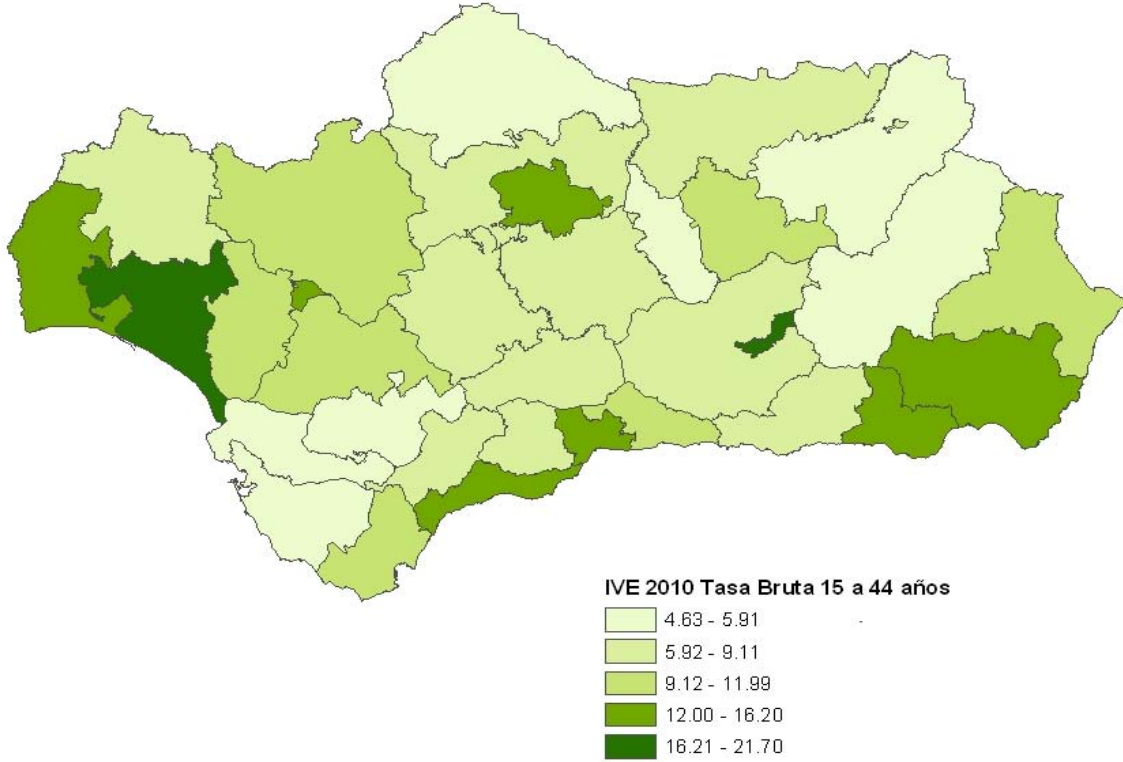 IVE 2010 Tasa Bruta 15 a 44 años
4.63 - 5.91
5.92 - 9.11
9.12 - 11.99
12.00 - 16.20
16.21 - 21.70